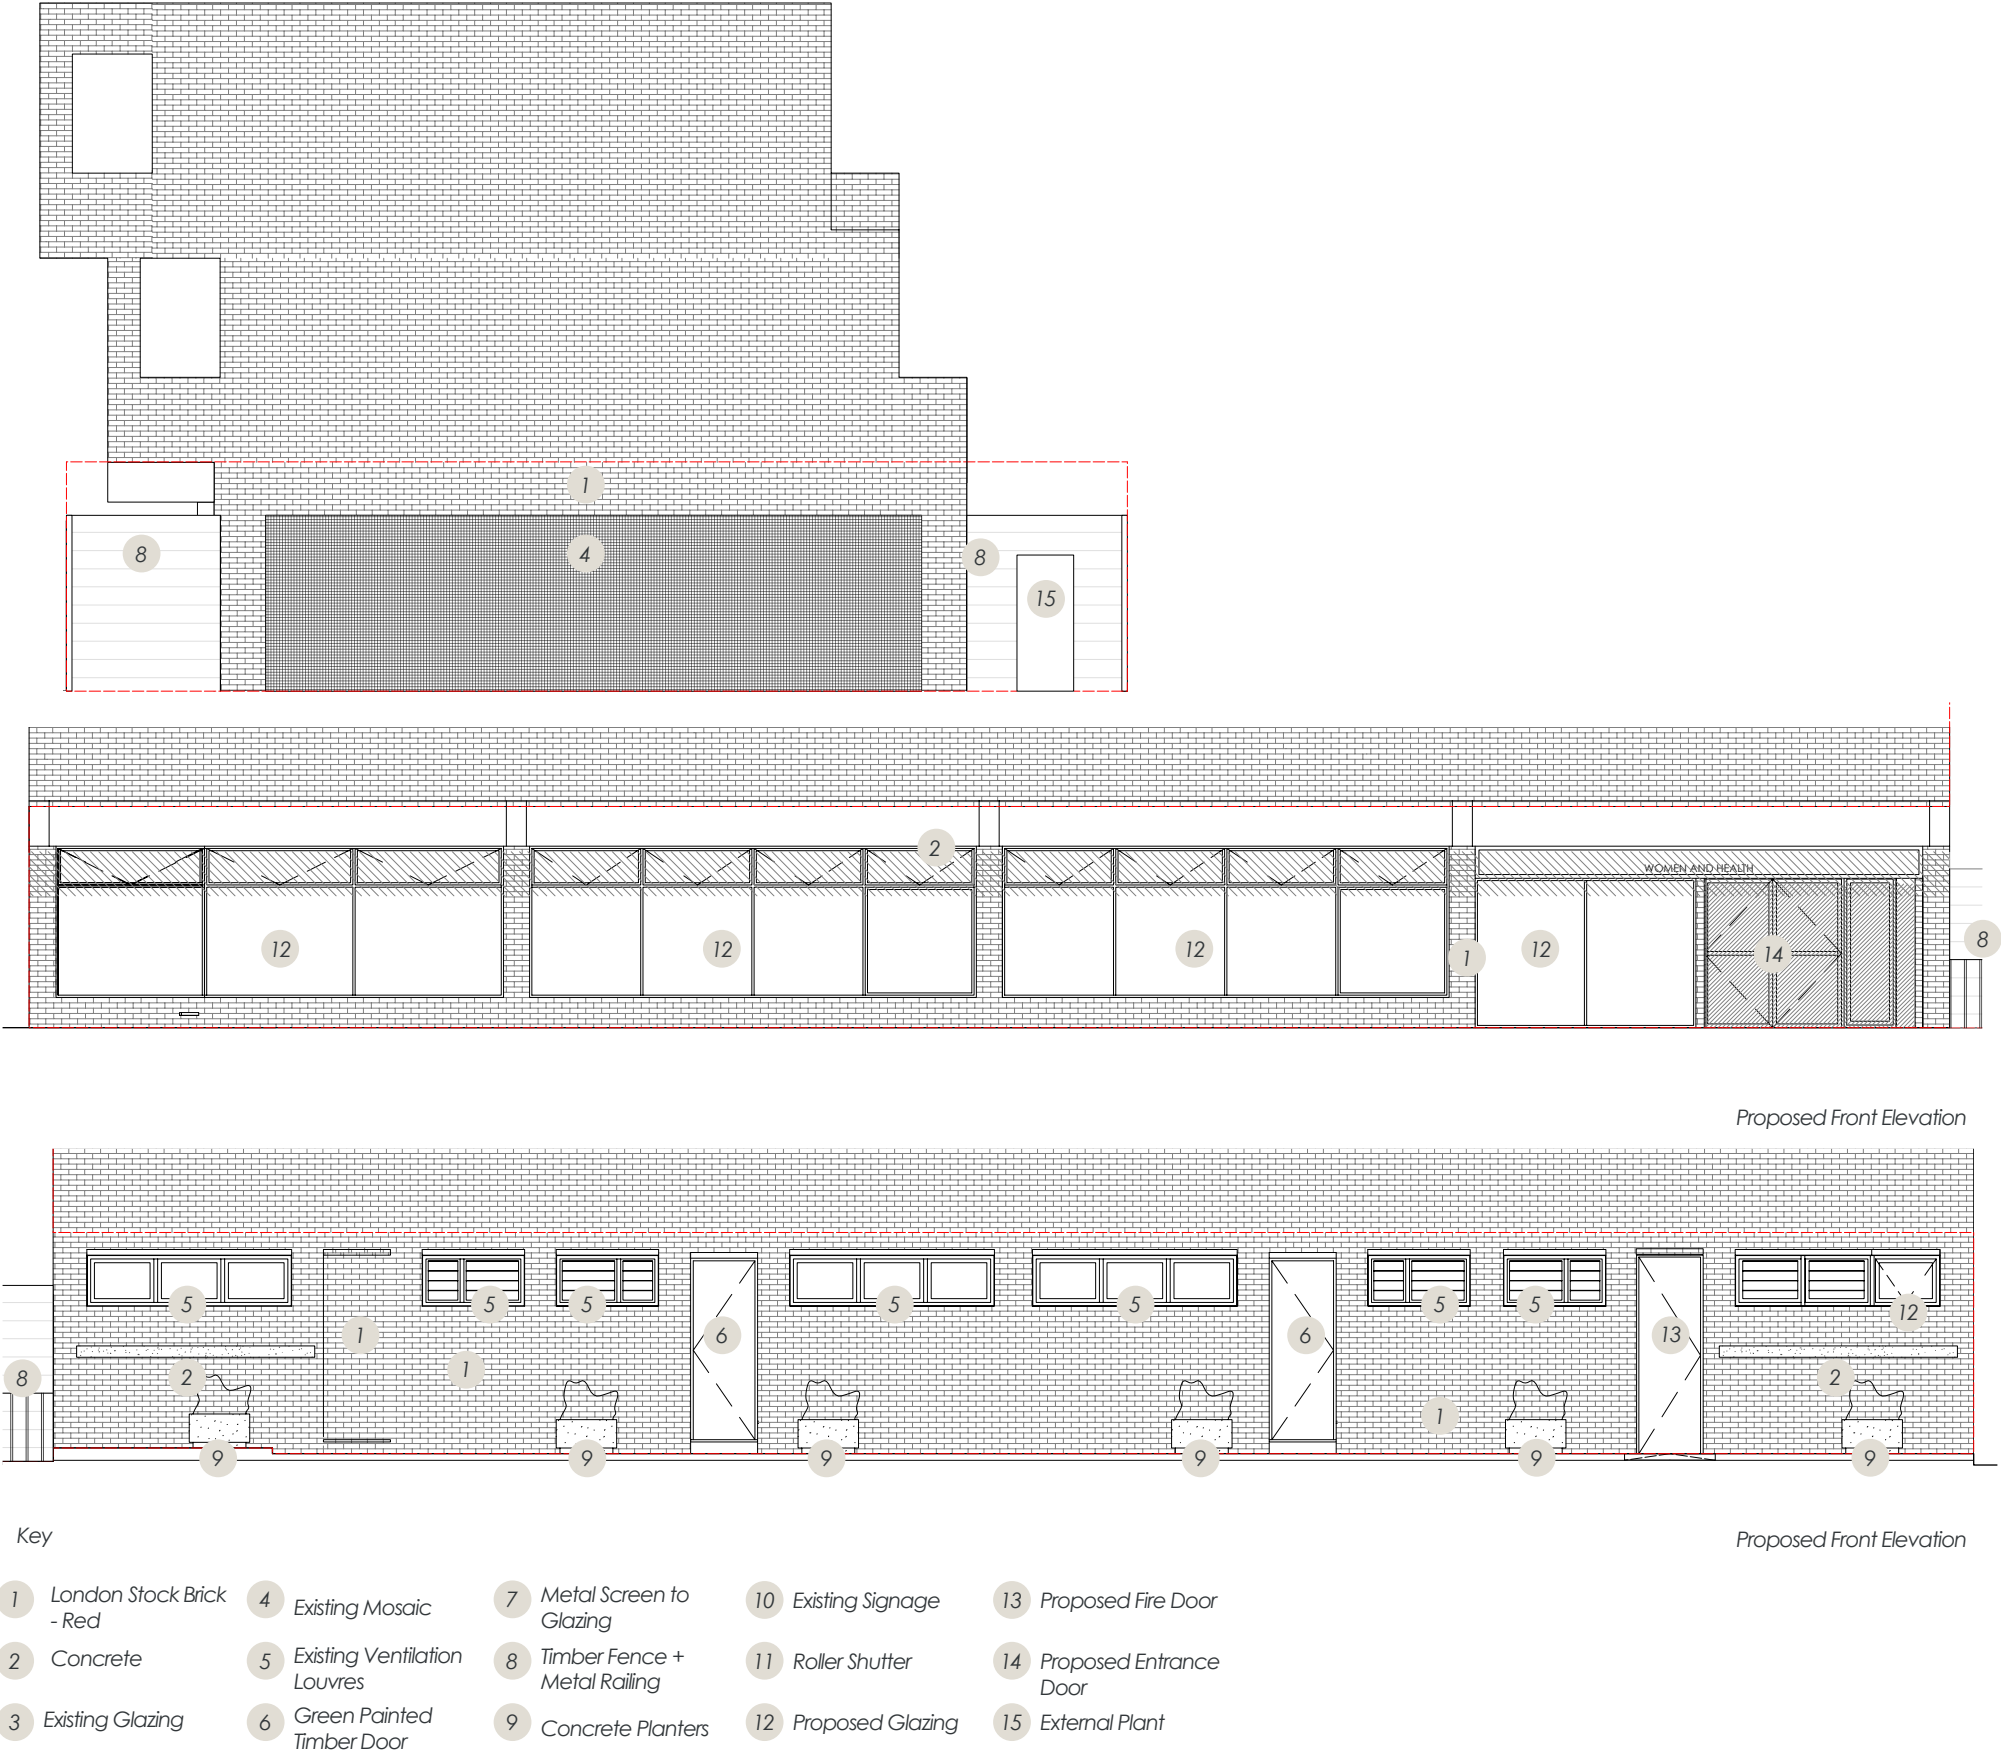 1
8
4
8
15
2
WOMEN AND HEALTH
12
12
12
1
12
14
8
Proposed Front Elevation
5
5
5
5
5
5
5
12
1
6
6
13
8
2
1
1
2
9
9
9
9
9
9
Key
Proposed Front Elevation
1 London Stock Brick
- Red
2 Concrete
3 Existing Glazing
4 Existing Mosaic
5 Existing Ventilation
Louvres
6 Green Painted
Timber Door
7 Metal Screen to
Glazing
8 Timber Fence +
Metal Railing
9 Concrete Planters
10 Existing Signage
11 Roller Shutter
12 Proposed Glazing
13 Proposed Fire Door
14 Proposed Entrance
Door
15 External Plant